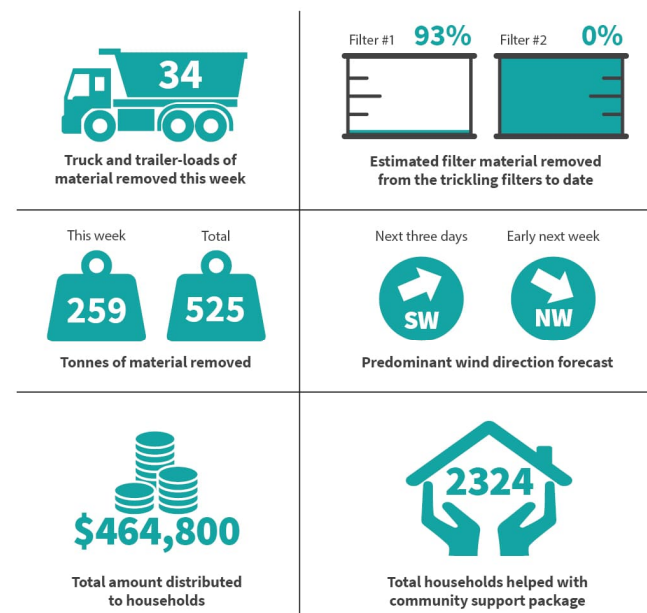 34
Truck and trailer-loads of
material removed this week
Filter #1 93% Filter #2 0%
Estimated filter material removed
from the trickling filters to date
This week Total
259 525
Tonnes of material removed
Next three days Early next week
SW NW
Predominant wind direction forecast
$464,800
Total amount distributed
to households
2324
Total households helped with
community support package